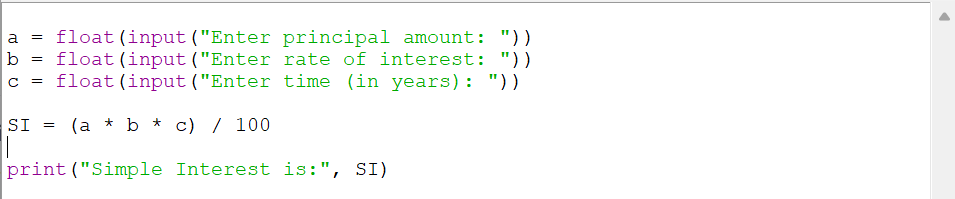 a = float(input("Enter principal amount: "))
b = float(input("Enter rate of interest: "))
c = float(input("Enter time (in years): "))
SI = (a * b * c) / 100
print("Simple Interest is:", SI)